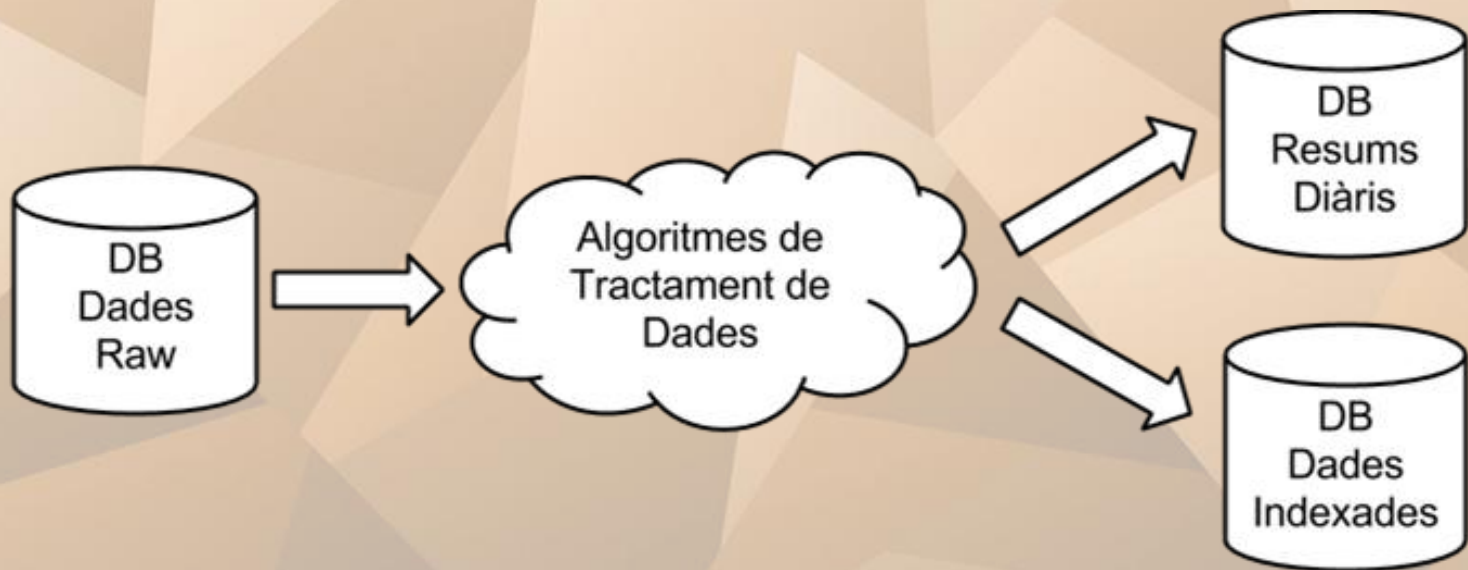 DB
Dades
Raw
Algoritmes de
Tractament de
Dades
DB
Resums
Diàris
DB
Dades
Indexades